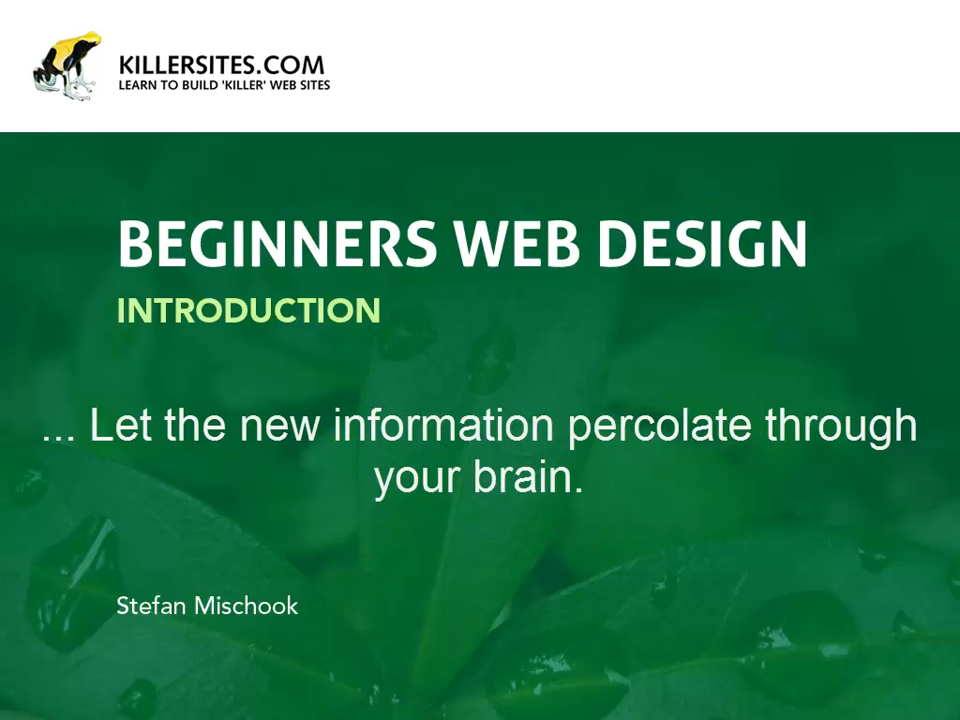 KILLERSITES.COM
LEARN TO BUILD 'KILLER' WEB SITES
BEGINNERS WEB DESIGN
INTRODUCTION
... Let the new information percolate through
your brain.
Stefan Mischook